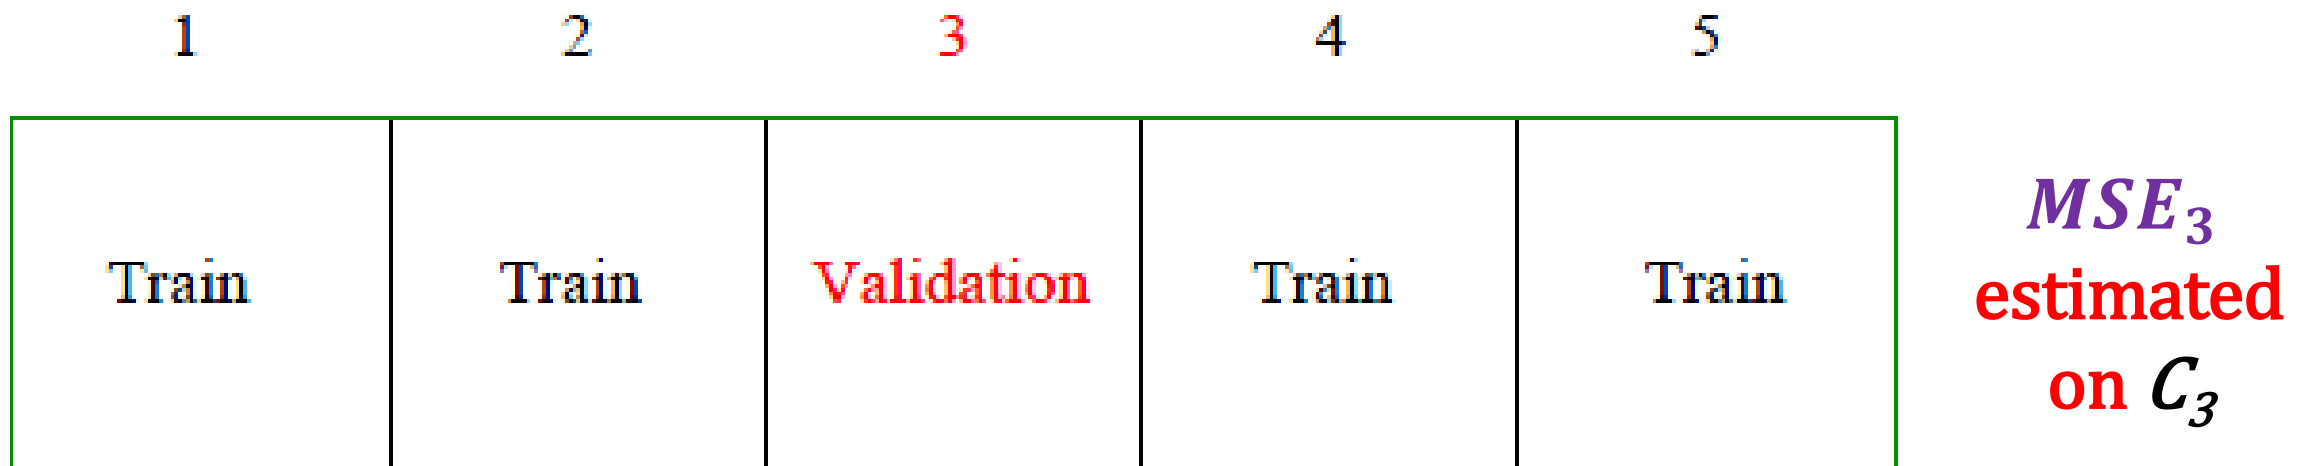 1 2 3 4 5
Train Train Validation Train Train
MSE₃
estimated
on C₃